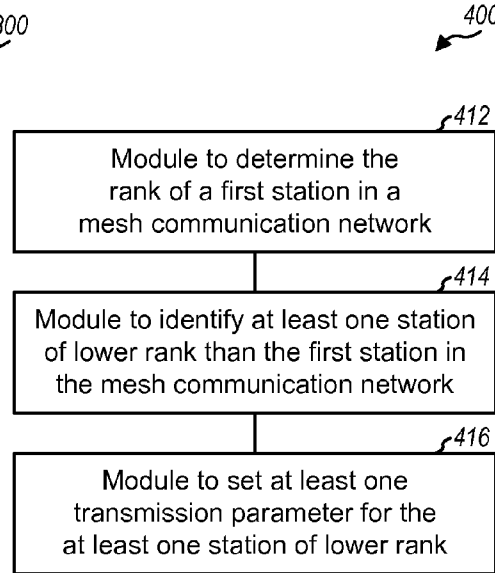 400
412
Module to determine the
rank of a first station in a
mesh communication network
414
Module to identify at least one station
of lower rank than the first station in
the mesh communication network
416
Module to set at least one
transmission parameter for the
at least one station of lower rank